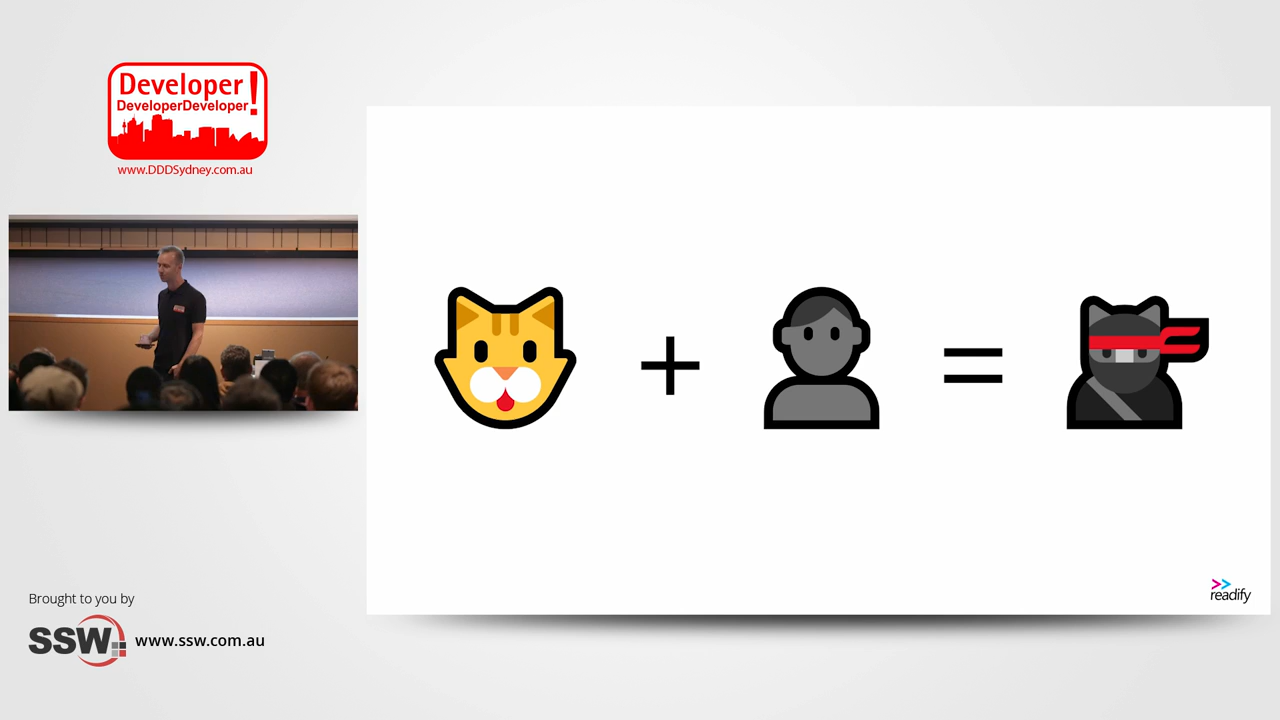 Developer!
DeveloperDeveloper
www.DDDSydney.com.au
+
=
readify
Brought to you by
SSW
www.ssw.com.au